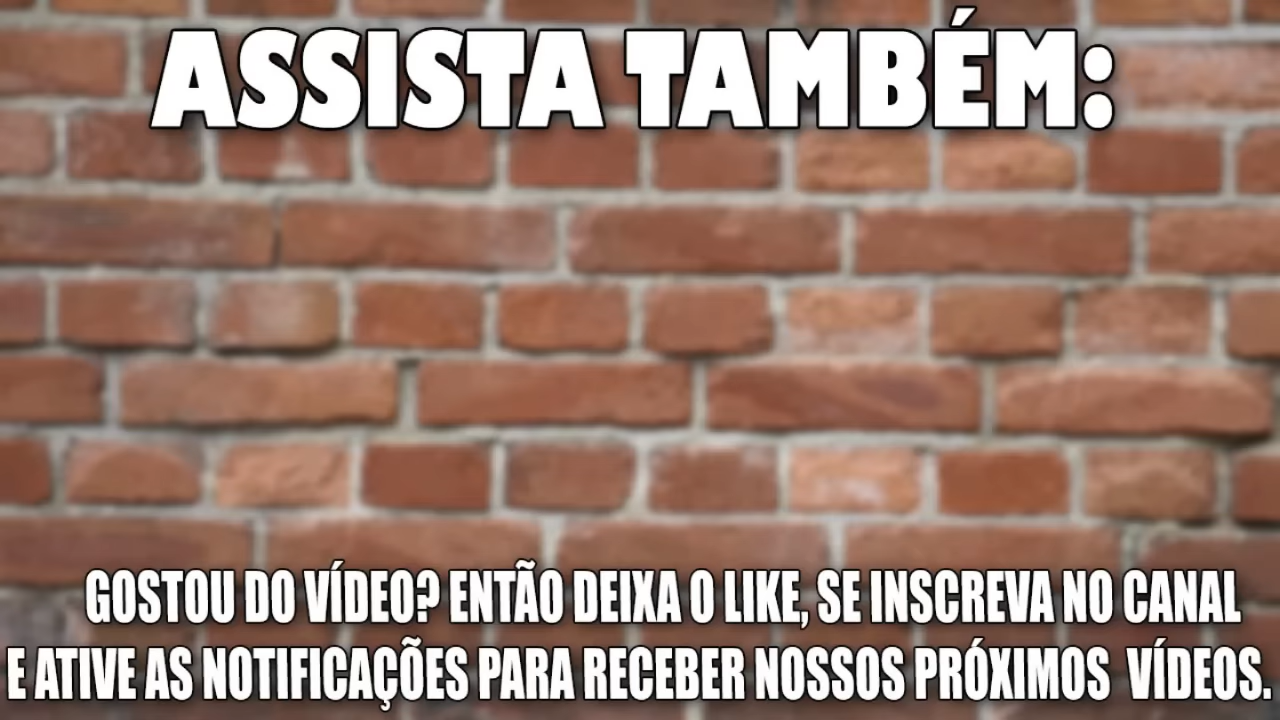 ASSISTA TAMBÉM:
GOSTOU DO VÍDEO? ENTÃO DEIXA O LIKE, SE INSCREVA NO CANAL
E ATIVE AS NOTIFICAÇÕES PARA RECEBER NOSSOS PRÓXIMOS VÍDEOS.